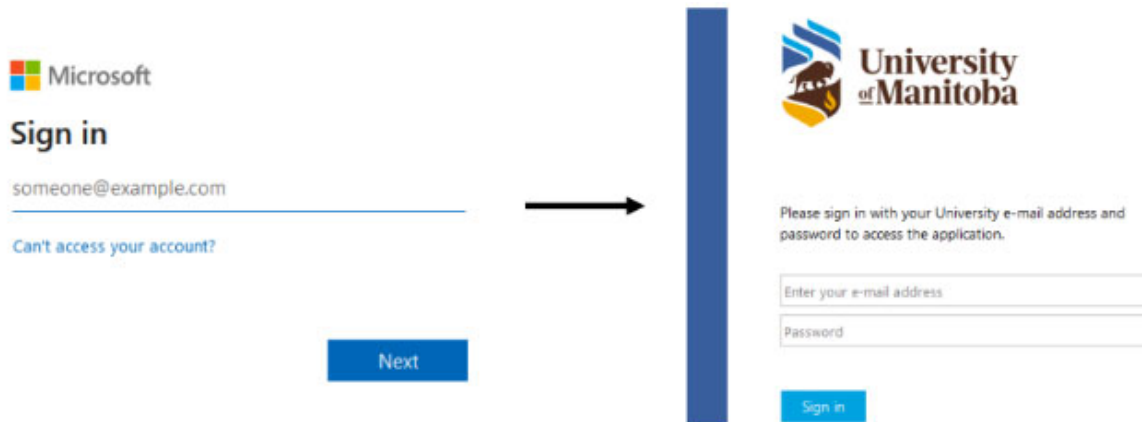 Microsoft
Sign in
someone@example.com
Can't access your account?
Next
University
of Manitoba
Please sign in with your University e-mail address and
password to access the application.
Enter your e-mail address
Password
Sign in